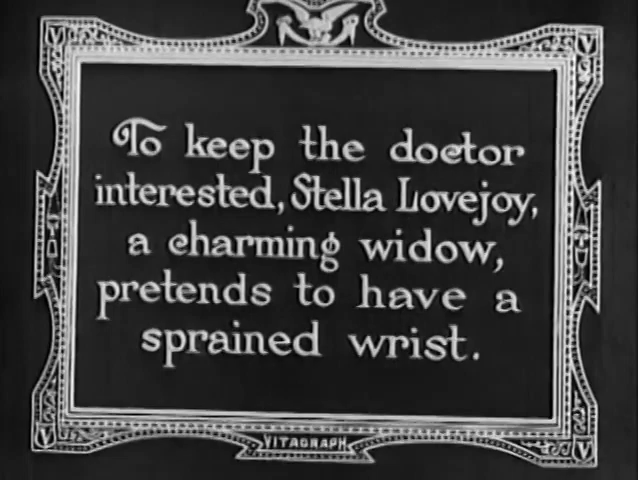 To keep the doctor
interested, Stella Lovejoy,
a charming widow,
pretends to have a
sprained wrist.
VITAGRAPH